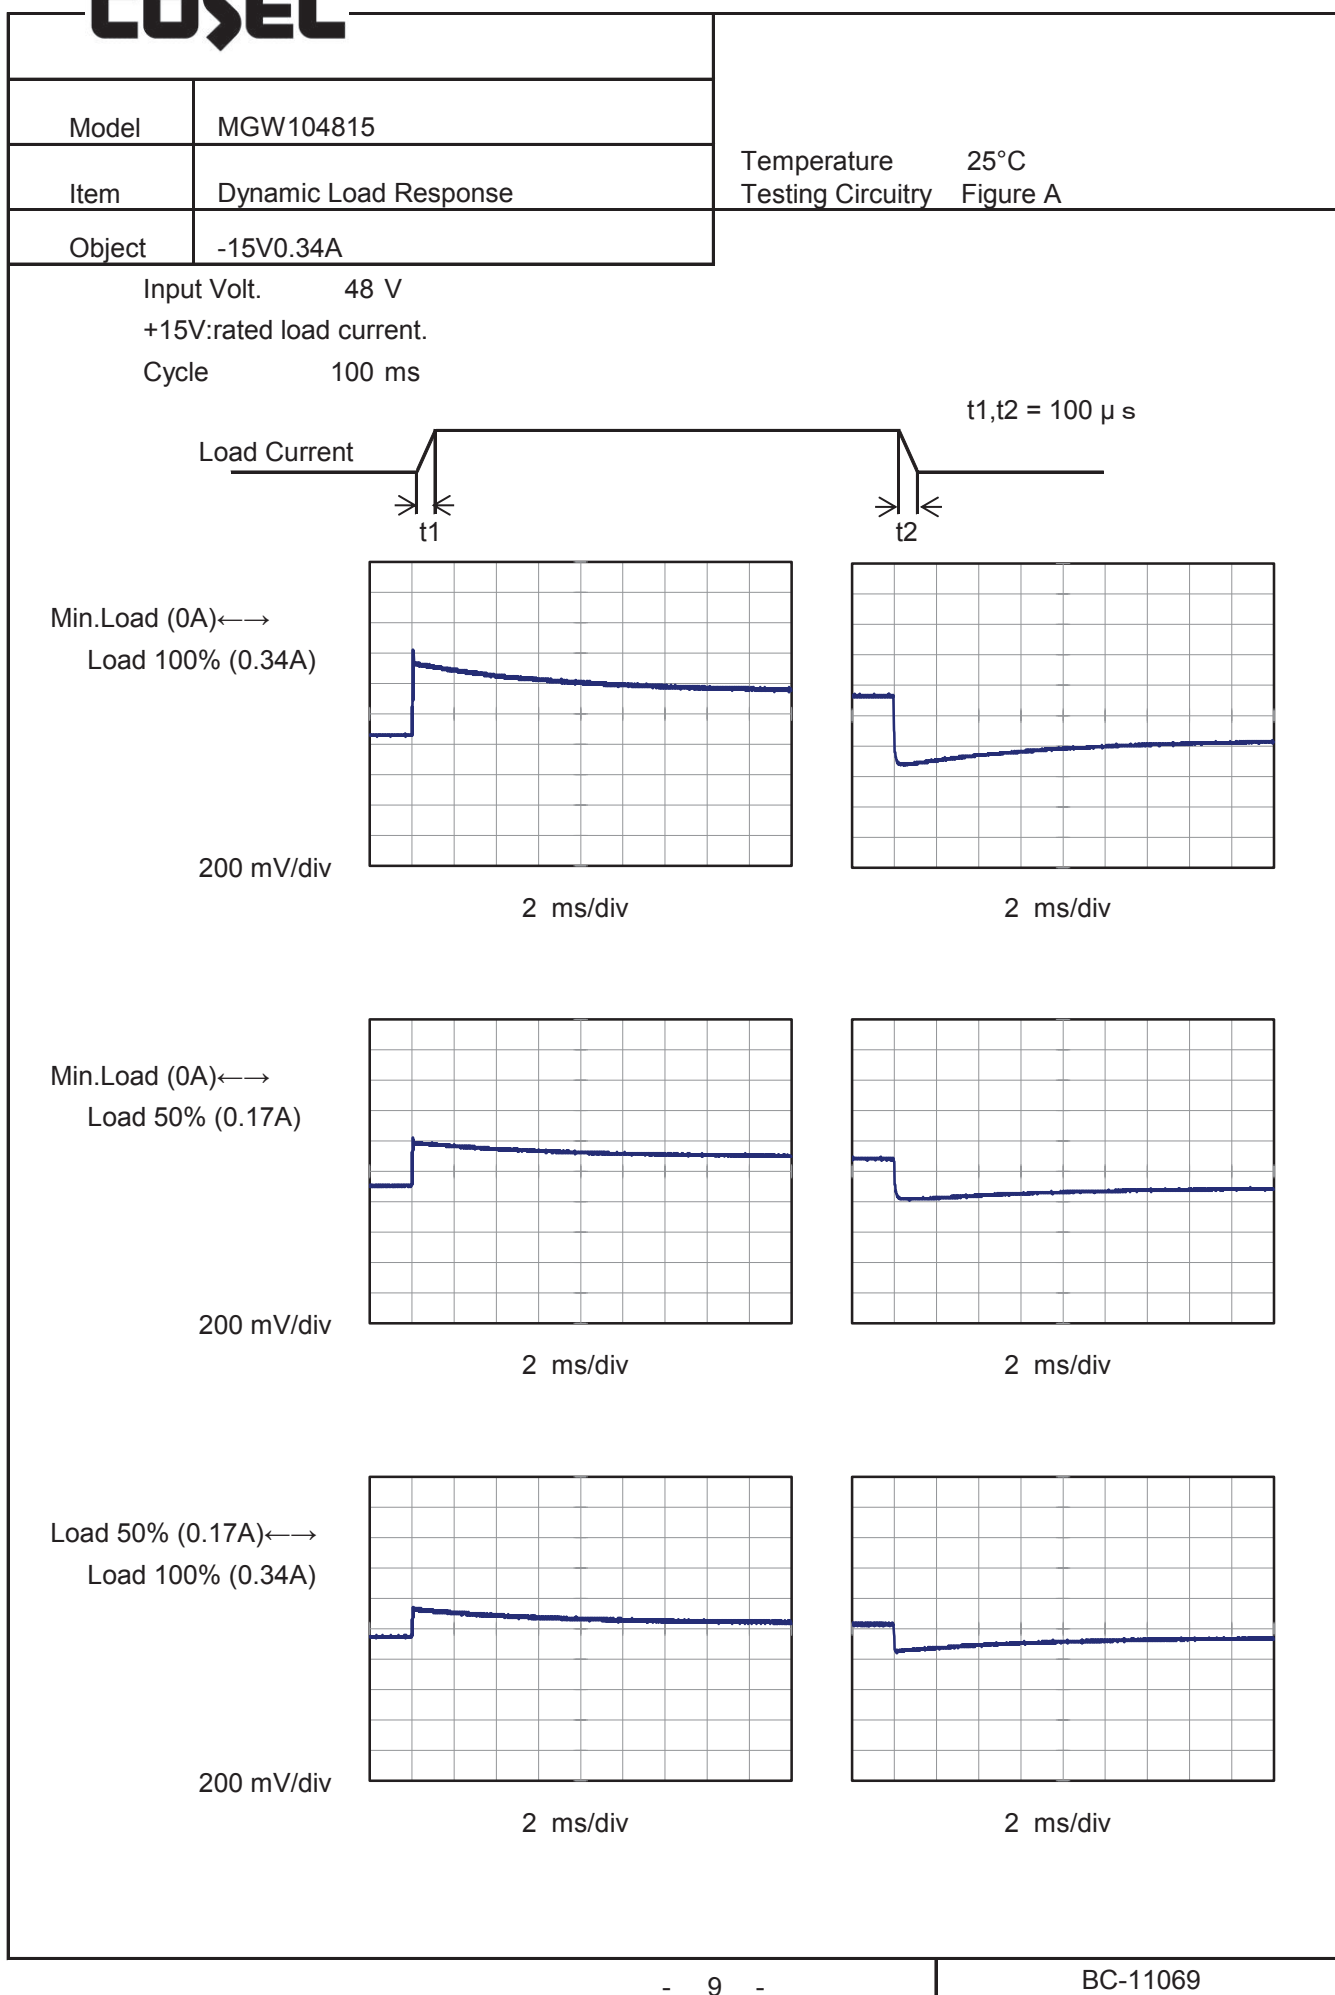 COSEL
Model MGW104815
Item Dynamic Load Response
Object -15V0.34A
Temperature 25°C
Testing Circuitry Figure A
Input Volt. 48 V
+15V:rated load current.
Cycle 100 ms
t1,t2 = 100 μ s
Load Current
t1 t2
Min.Load (0A)←→
Load 100% (0.34A)
200 mV/div
2 ms/div 2 ms/div
Min.Load (0A)←→
Load 50% (0.17A)
200 mV/div
2 ms/div 2 ms/div
Load 50% (0.17A)←→
Load 100% (0.34A)
200 mV/div
2 ms/div 2 ms/div
- 9 - BC-11069